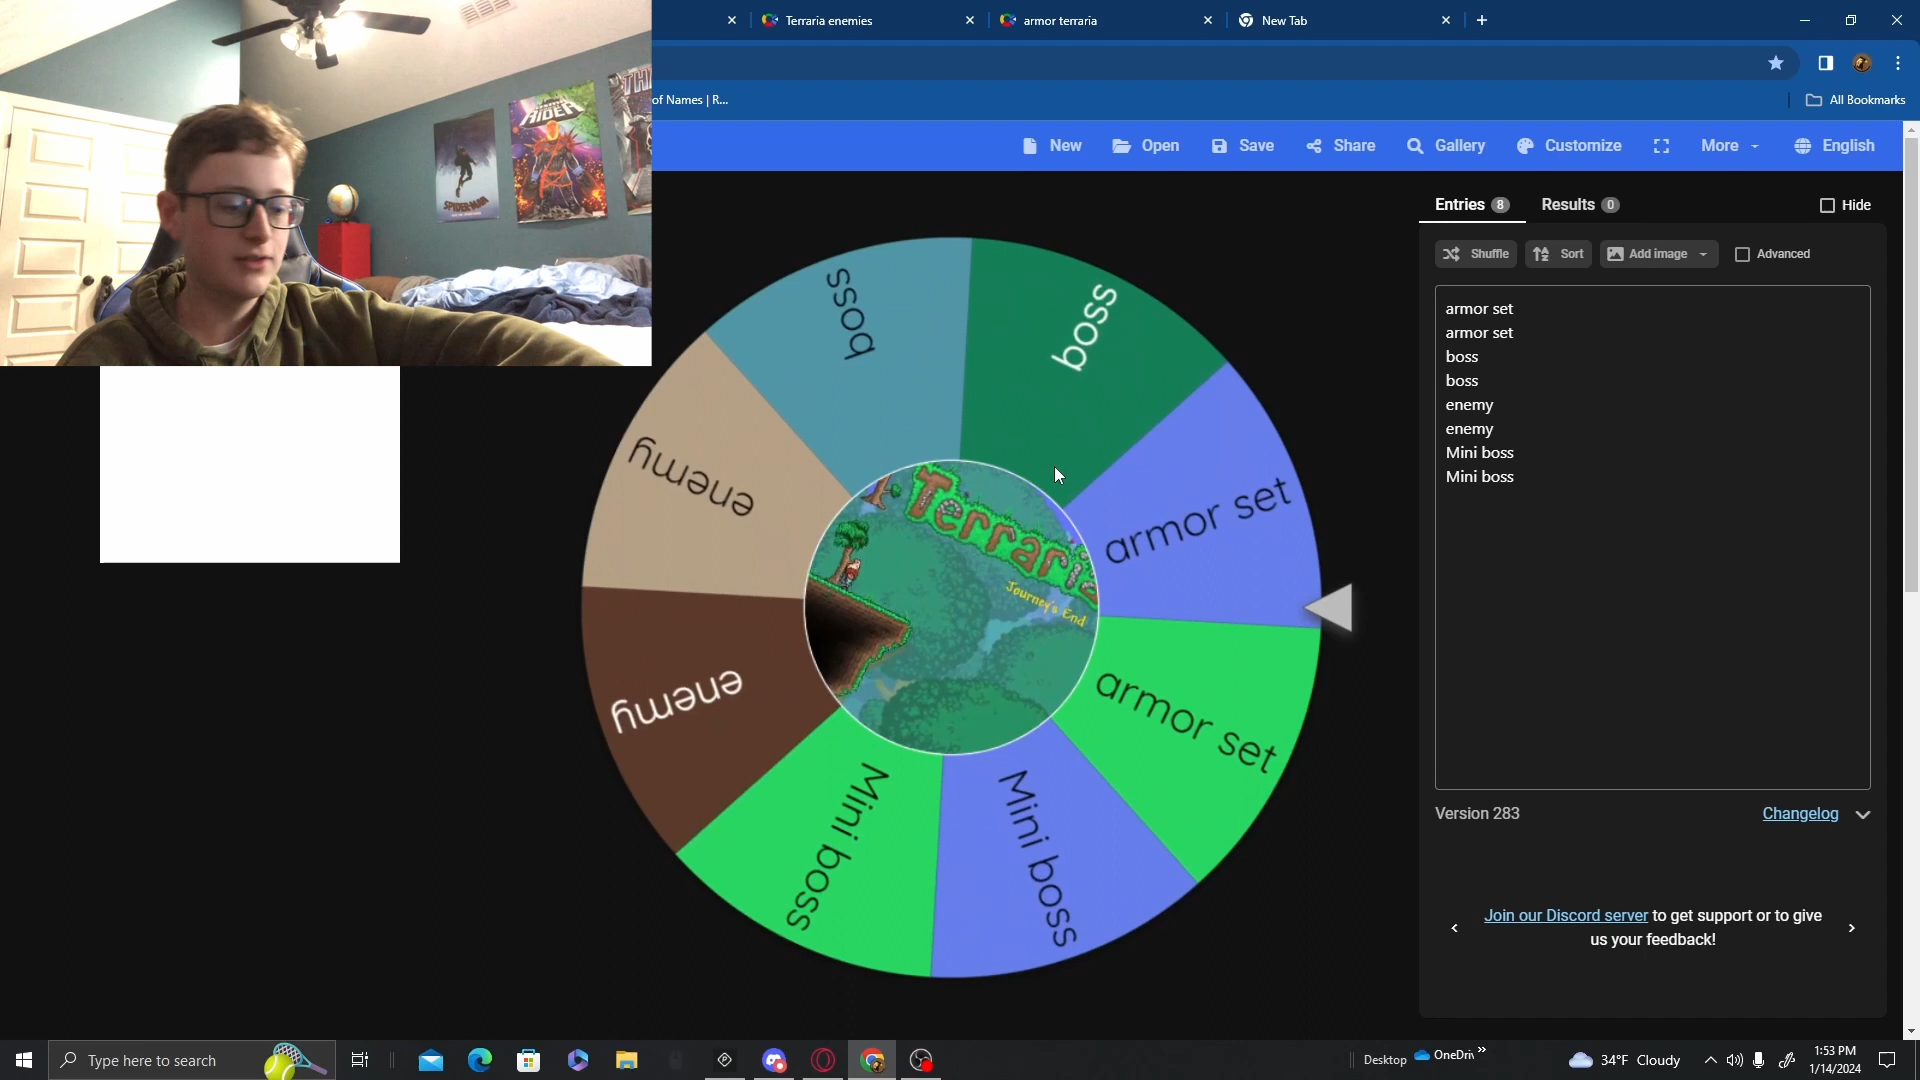 Terraria enemies
armor terraria
New Tab
of Names | R...
All Bookmarks
New
Open
Save
Share
Gallery
Customize
More
English
RIDER
SPIDER-MAN
Entries 8
Results 0
Hide
Shuffle
Sort
Add image
Advanced
armor set
armor set
boss
boss
enemy
enemy
Mini boss
Mini boss
boss
boss
armor set
armor set
Mini boss
Mini boss
enemy
enemy
Terraria
Journey's End
Version 283
Changelog
Join our Discord server to get support or to give
us your feedback!
Type here to search
Desktop
OneDriv
34°F Cloudy
1:53 PM
1/14/2024